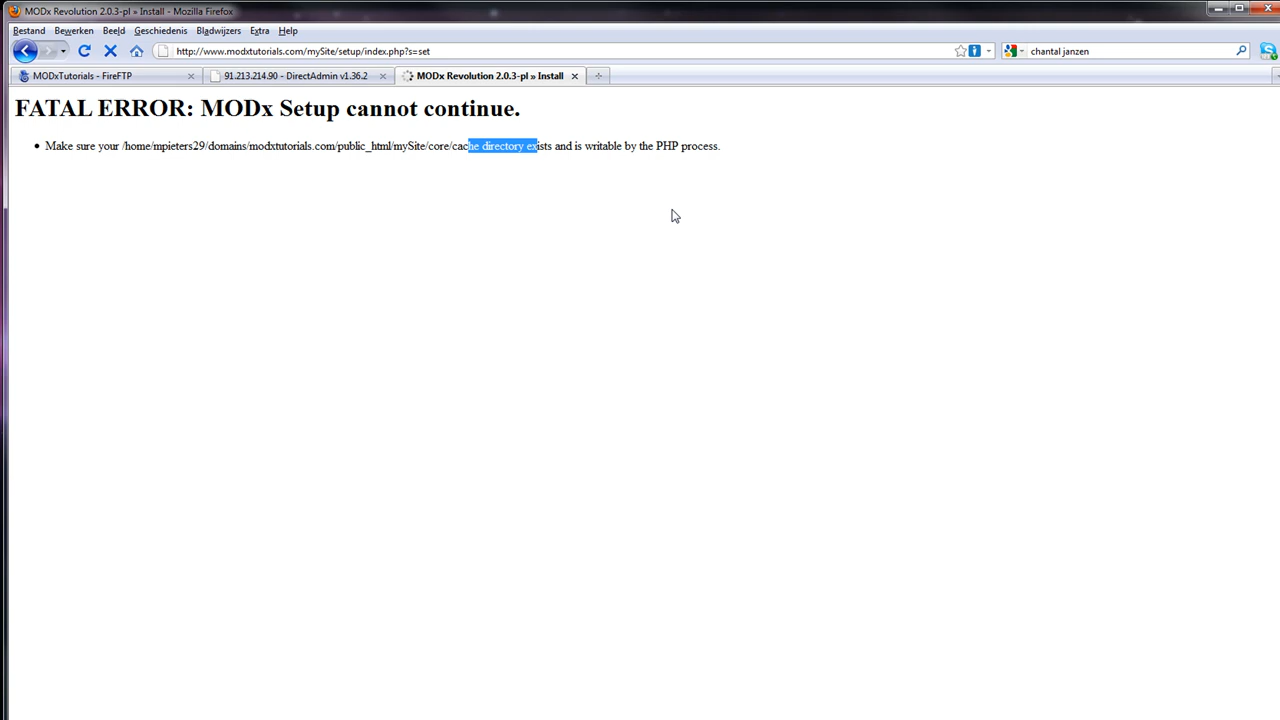 MODx Revolution 2.0.3-pl » Install - Mozilla Firefox
Bestand Bewerken Beeld Geschiedenis Bladwijzers Extra Help
http://www.modxtutorials.com/mySite/setup/index.php?s=set
chantal janzen
MODxTutorials - FireFTP
91.213.214.90 - DirectAdmin v1.36.2
MODx Revolution 2.0.3-pl » Install
FATAL ERROR: MODx Setup cannot continue.
Make sure your /home/mpieters29/domains/modxtutorials.com/public_html/mySite/core/cache directory exists and is writable by the PHP process.